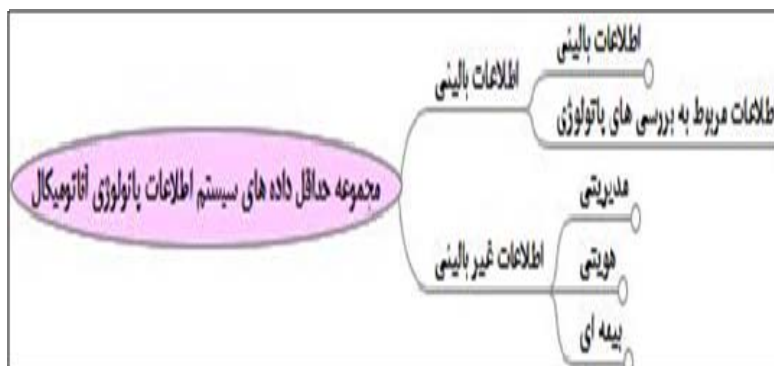 مجموعه حداقل داده های سیستم اطلاعات پاتولوژی آناتومیکال
اطلاعات بالینی
اطلاعات بالینی
طلاعات مربوط به بررسی های پاتولوژی
اطلاعات غیر بالینی
مدیریتی
هویتی
بیمه ای